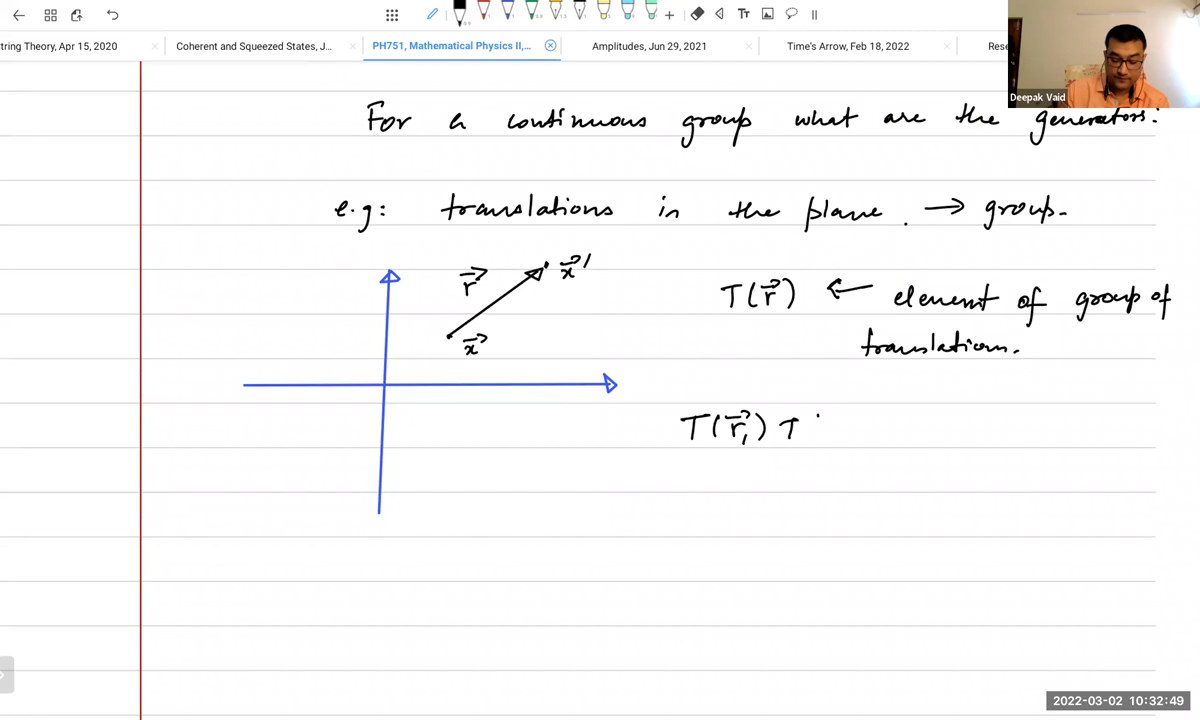 tring Theory, Apr 15, 2020
Coherent and Squeezed States, J...
PH751, Mathematical Physics II,...
Amplitudes, Jun 29, 2021
Time's Arrow, Feb 18, 2022
Rese
Deepak Vaid
For a continuous group what are the generators.
e.g: translations in the plane. → group.
r⃗ x⃗'
x⃗
T(r⃗) ← element of group of
translations.
T(r⃗₁) T
2022-03-02 10:32:49